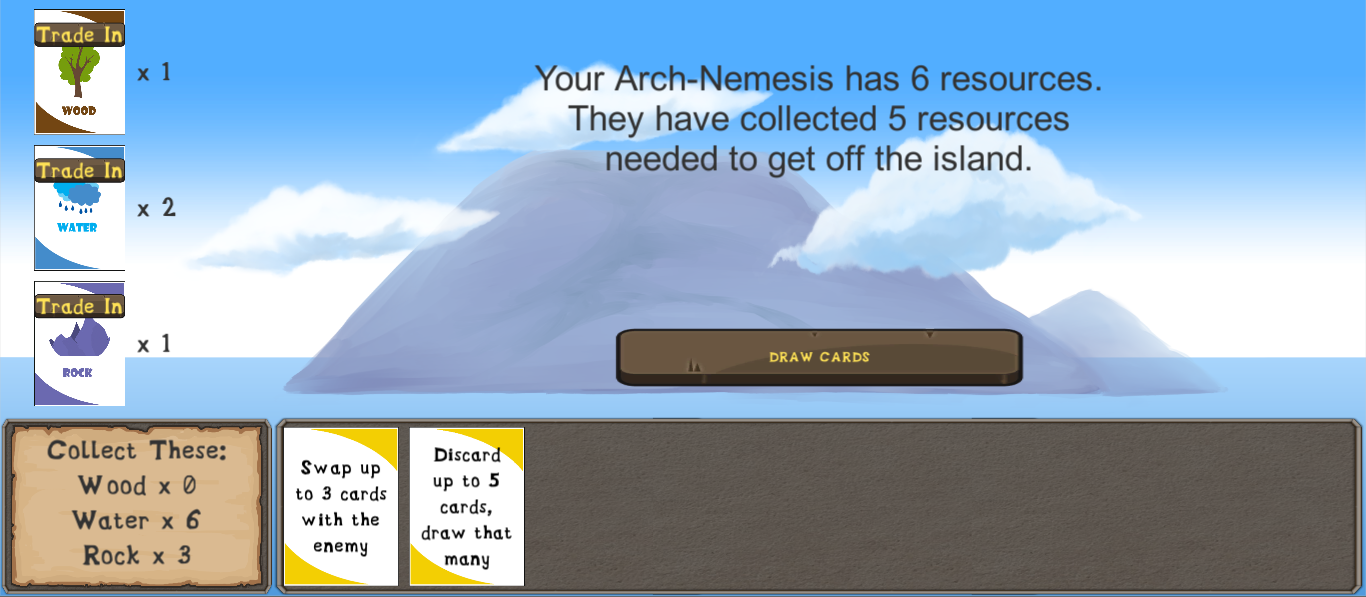 Trade In
WOOD
x 1
Trade In
WATER
x 2
Trade In
ROCK
x 1
Your Arch-Nemesis has 6 resources.
They have collected 5 resources
needed to get off the island.
DRAW CARDS
Collect These:
Wood x 0
Water x 6
Rock x 3
Swap up
to 3 cards
with the
enemy
Discard
up to 5
cards,
draw that
many